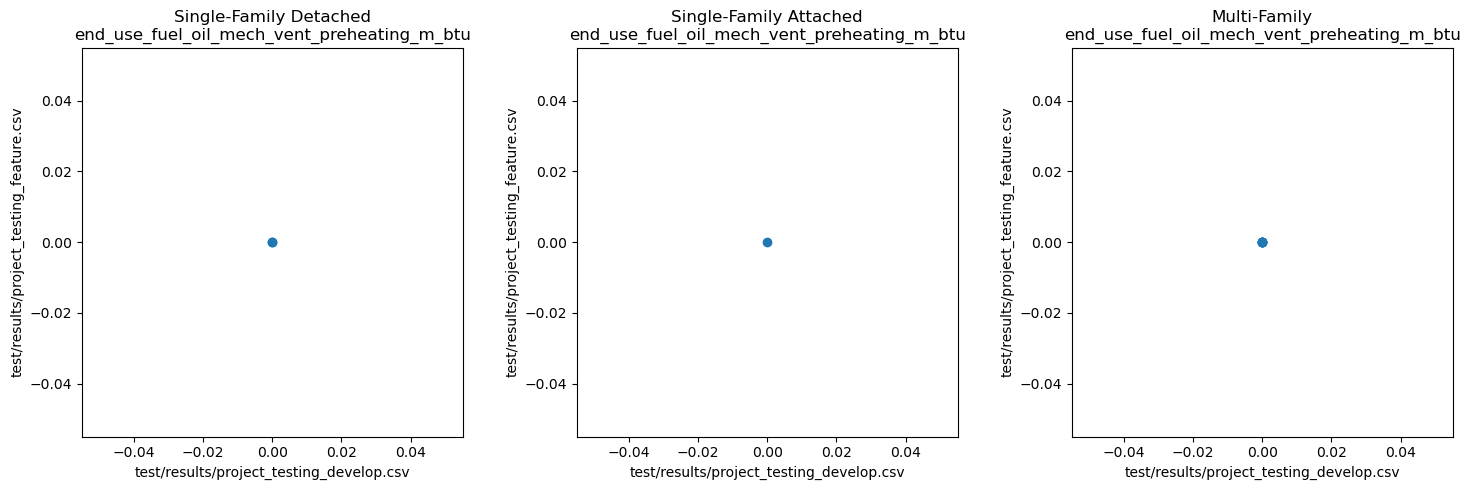 Single-Family Detached
end_use_fuel_oil_mech_vent_preheating_m_btu
test/results/project_testing_feature.csv
0.04
0.02
0.00
−0.02
−0.04
−0.04
−0.02
0.00
0.02
0.04
test/results/project_testing_develop.csv
Single-Family Attached
end_use_fuel_oil_mech_vent_preheating_m_btu
test/results/project_testing_feature.csv
0.04
0.02
0.00
−0.02
−0.04
−0.04
−0.02
0.00
0.02
0.04
test/results/project_testing_develop.csv
Multi-Family
end_use_fuel_oil_mech_vent_preheating_m_btu
test/results/project_testing_feature.csv
0.04
0.02
0.00
−0.02
−0.04
−0.04
−0.02
0.00
0.02
0.04
test/results/project_testing_develop.csv